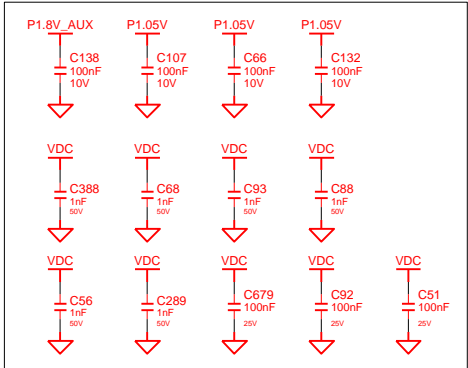 P1.8V_AUX P1.05V P1.05V P1.05V
C138 C107 C66 C132
100nF 100nF 100nF 100nF
10V 10V 10V 10V
VDC VDC VDC VDC
C388 C68 C93 C88
1nF 1nF 1nF 1nF
50V 50V 50V 50V
VDC VDC VDC VDC VDC
C56 C289 C679 C92 C51
1nF 1nF 100nF 100nF 100nF
50V 50V 25V 25V 25V